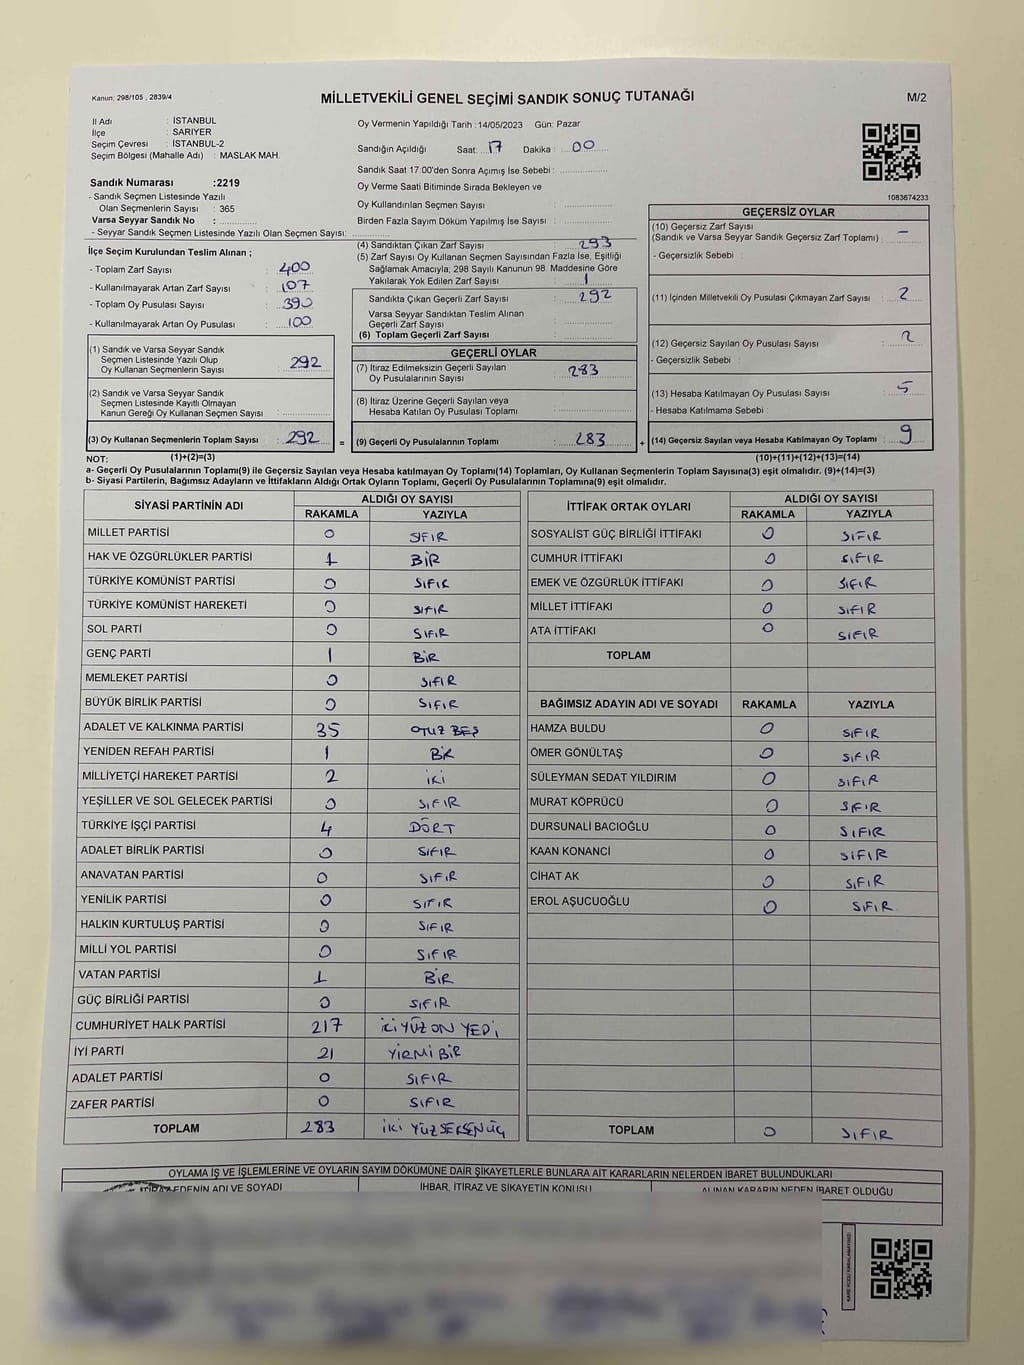 Kanun: 298/105 , 2839/4
MİLLETVEKİLİ GENEL SEÇİMİ SANDIK SONUÇ TUTANAĞI
M/2
İl Adı : İSTANBUL
İlçe : SARIYER
Seçim Çevresi : İSTANBUL-2
Seçim Bölgesi (Mahalle Adı) : MASLAK MAH.
Sandık Numarası :2219
- Sandık Seçmen Listesinde Yazılı
Olan Seçmenlerin Sayısı : 365
Varsa Seyyar Sandık No :
- Seyyar Sandık Seçmen Listesinde Yazılı Olan Seçmen Sayısı:
Oy Vermenin Yapıldığı Tarih : 14/05/2023 Gün: Pazar
Sandığın Açıldığı Saat: 17 Dakika : 00
Sandık Saat 17:00'den Sonra Açımış İse Sebebi :
Oy Verme Saati Bitiminde Sırada Bekleyen ve
Oy Kullandırılan Seçmen Sayısı :
Birden Fazla Sayım Döküm Yapılmış İse Sayısı :
1083674233
İlçe Seçim Kurulundan Teslim Alınan ;
- Toplam Zarf Sayısı : 400
- Kullanılmayarak Artan Zarf Sayısı : 107
- Toplam Oy Pusulası Sayısı : 390
- Kullanılmayarak Artan Oy Pusulası : 100
(1) Sandık ve Varsa Seyyar Sandık
Seçmen Listesinde Yazılı Olup
Oy Kullanan Seçmenlerin Sayısı : 292
(2) Sandık ve Varsa Seyyar Sandık
Seçmen Listesinde Kayıtlı Olmayan
Kanun Gereği Oy Kullanan Seçmen Sayısı :
(3) Oy Kullanan Seçmenlerin Toplam Sayısı : 292 =
(4) Sandıktan Çıkan Zarf Sayısı : 293
(5) Zarf Sayısı Oy Kullanan Seçmen Sayısından Fazla İse, Eşitliği
Sağlamak Amacıyla; 298 Sayılı Kanunun 98. Maddesine Göre
Yakılarak Yok Edilen Zarf Sayısı : 1
Sandıkta Çıkan Geçerli Zarf Sayısı : 292
Varsa Seyyar Sandıktan Teslim Alınan
Geçerli Zarf Sayısı :
(6) Toplam Geçerli Zarf Sayısı :
GEÇERLİ OYLAR
(7) İtiraz Edilmeksizin Geçerli Sayılan
Oy Pusulalarının Sayısı : 283
(8) İtiraz Üzerine Geçerli Sayılan veya
Hesaba Katılan Oy Pusulası Toplamı :
(9) Geçerli Oy Pusulalarının Toplamı : 283 +
GEÇERSİZ OYLAR
(10) Geçersiz Zarf Sayısı
(Sandık ve Varsa Seyyar Sandık Geçersiz Zarf Toplamı) : –
- Geçersizlik Sebebi :
(11) İçinden Milletvekili Oy Pusulası Çıkmayan Zarf Sayısı : 2
(12) Geçersiz Sayılan Oy Pusulası Sayısı : 2
- Geçersizlik Sebebi :
(13) Hesaba Katılmayan Oy Pusulası Sayısı : 5
- Hesaba Katılmama Sebebi :
(14) Geçersiz Sayılan veya Hesaba Katılmayan Oy Toplamı : 9
NOT: (1)+(2)=(3) (10)+(11)+(12)+(13)=(14)
a- Geçerli Oy Pusulalarının Toplamı(9) ile Geçersiz Sayılan veya Hesaba katılmayan Oy Toplamı(14) Toplamları, Oy Kullanan Seçmenlerin Toplam Sayısına(3) eşit olmalıdır. (9)+(14)=(3)
b- Siyasi Partilerin, Bağımsız Adayların ve İttifakların Aldığı Ortak Oyların Toplamı, Geçerli Oy Pusulalarının Toplamına(9) eşit olmalıdır.
SİYASİ PARTİNİN ADI ALDIĞI OY SAYISI
RAKAMLA YAZIYLA
MİLLET PARTİSİ 0 SIFIR
HAK VE ÖZGÜRLÜKLER PARTİSİ 1 BİR
TÜRKİYE KOMÜNİST PARTİSİ 0 SIFIR
TÜRKİYE KOMÜNİST HAREKETİ 0 SIFIR
SOL PARTİ 0 SIFIR
GENÇ PARTİ 1 BİR
MEMLEKET PARTİSİ 0 SIFIR
BÜYÜK BİRLİK PARTİSİ 0 SIFIR
ADALET VE KALKINMA PARTİSİ 35 OTUZ BEŞ
YENİDEN REFAH PARTİSİ 1 BİR
MİLLİYETÇİ HAREKET PARTİSİ 2 İKİ
YEŞİLLER VE SOL GELECEK PARTİSİ 0 SIFIR
TÜRKİYE İŞÇİ PARTİSİ 4 DÖRT
ADALET BİRLİK PARTİSİ 0 SIFIR
ANAVATAN PARTİSİ 0 SIFIR
YENİLİK PARTİSİ 0 SIFIR
HALKIN KURTULUŞ PARTİSİ 0 SIFIR
MİLLİ YOL PARTİSİ 0 SIFIR
VATAN PARTİSİ 1 BİR
GÜÇ BİRLİĞİ PARTİSİ 0 SIFIR
CUMHURİYET HALK PARTİSİ 217 İKİ YÜZ ON YEDİ
İYİ PARTİ 21 YİRMİ BİR
ADALET PARTİSİ 0 SIFIR
ZAFER PARTİSİ 0 SIFIR
TOPLAM 283 İKİ YÜZ SEKSEN ÜÇ
İTTİFAK ORTAK OYLARI ALDIĞI OY SAYISI
RAKAMLA YAZIYLA
SOSYALİST GÜÇ BİRLİĞİ İTTİFAKI 0 SIFIR
CUMHUR İTTİFAKI 0 SIFIR
EMEK VE ÖZGÜRLÜK İTTİFAKI 0 SIFIR
MİLLET İTTİFAKI 0 SIFIR
ATA İTTİFAKI 0 SIFIR
TOPLAM
BAĞIMSIZ ADAYIN ADI VE SOYADI RAKAMLA YAZIYLA
HAMZA BULDU 0 SIFIR
ÖMER GÖNÜLTAŞ 0 SIFIR
SÜLEYMAN SEDAT YILDIRIM 0 SIFIR
MURAT KÖPRÜCÜ 0 SIFIR
DURSUNALİ BACIOĞLU 0 SIFIR
KAAN KONANCİ 0 SIFIR
CİHAT AK 0 SIFIR
EROL AŞUCUOĞLU 0 SIFIR
TOPLAM 0 SIFIR
OYLAMA İŞ VE İŞLEMLERİNE VE OYLARIN SAYIM DÖKÜMÜNE DAİR ŞİKAYETLERLE BUNLARA AİT KARARLARIN NELERDEN İBARET BULUNDUKLARI
İTİRAZ EDENİN ADI VE SOYADI İHBAR, İTİRAZ VE ŞİKAYETİN KONUSU ALINAN KARARIN NEDEN İBARET OLDUĞU